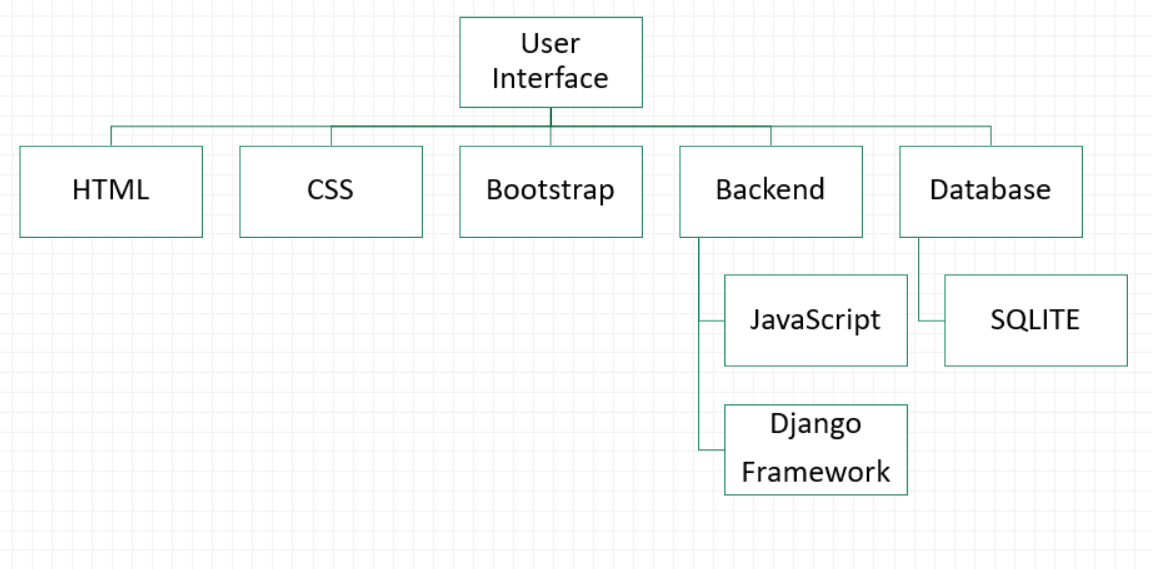 User
Interface
HTML
CSS
Bootstrap
Backend
Database
JavaScript
SQLITE
Django
Framework